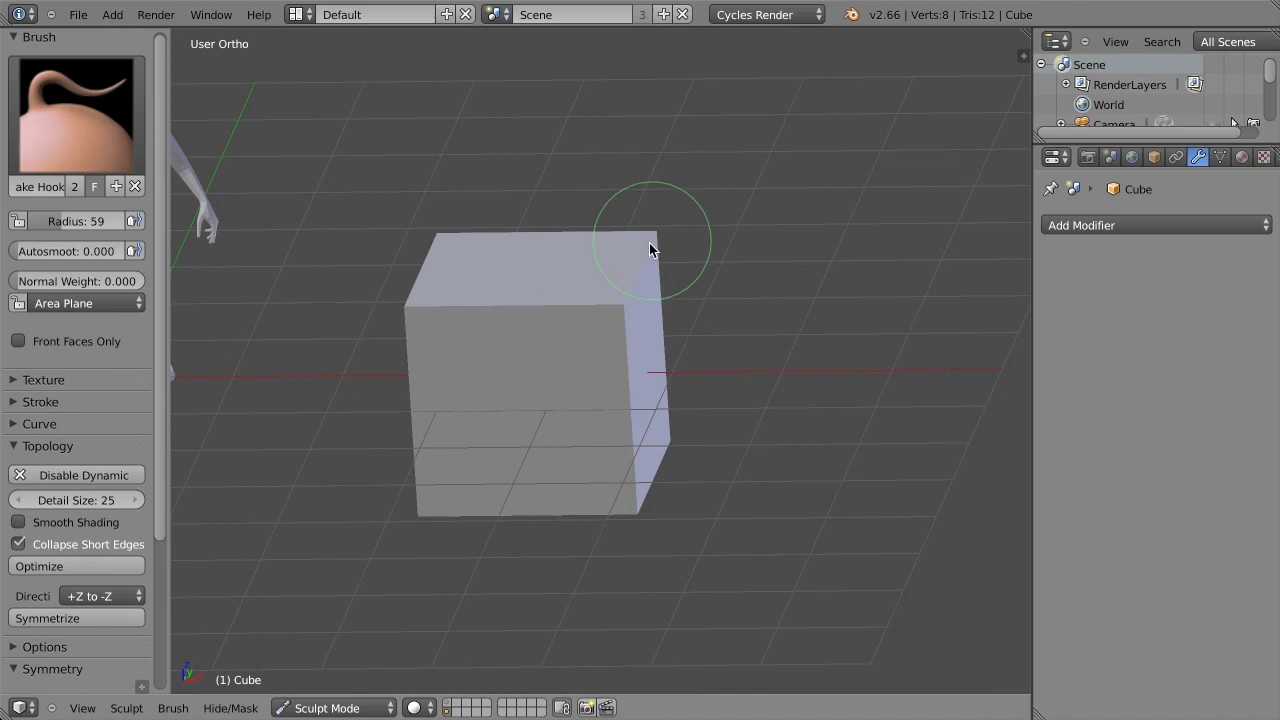 File Add Render Window Help Default Scene 3 Cycles Render v2.66 | Verts:8 | Tris:12 | Cube
Brush
ake Hook 2 F
Radius: 59
Autosmoot: 0.000
Normal Weight: 0.000
Area Plane
Front Faces Only
Texture
Stroke
Curve
Topology
Disable Dynamic
Detail Size: 25
Smooth Shading
Collapse Short Edges
Optimize
Directi +Z to -Z
Symmetrize
Options
Symmetry
User Ortho
(1) Cube
View Sculpt Brush Hide/Mask Sculpt Mode
View Search All Scenes
Scene
RenderLayers
World
Camera
Cube
Add Modifier